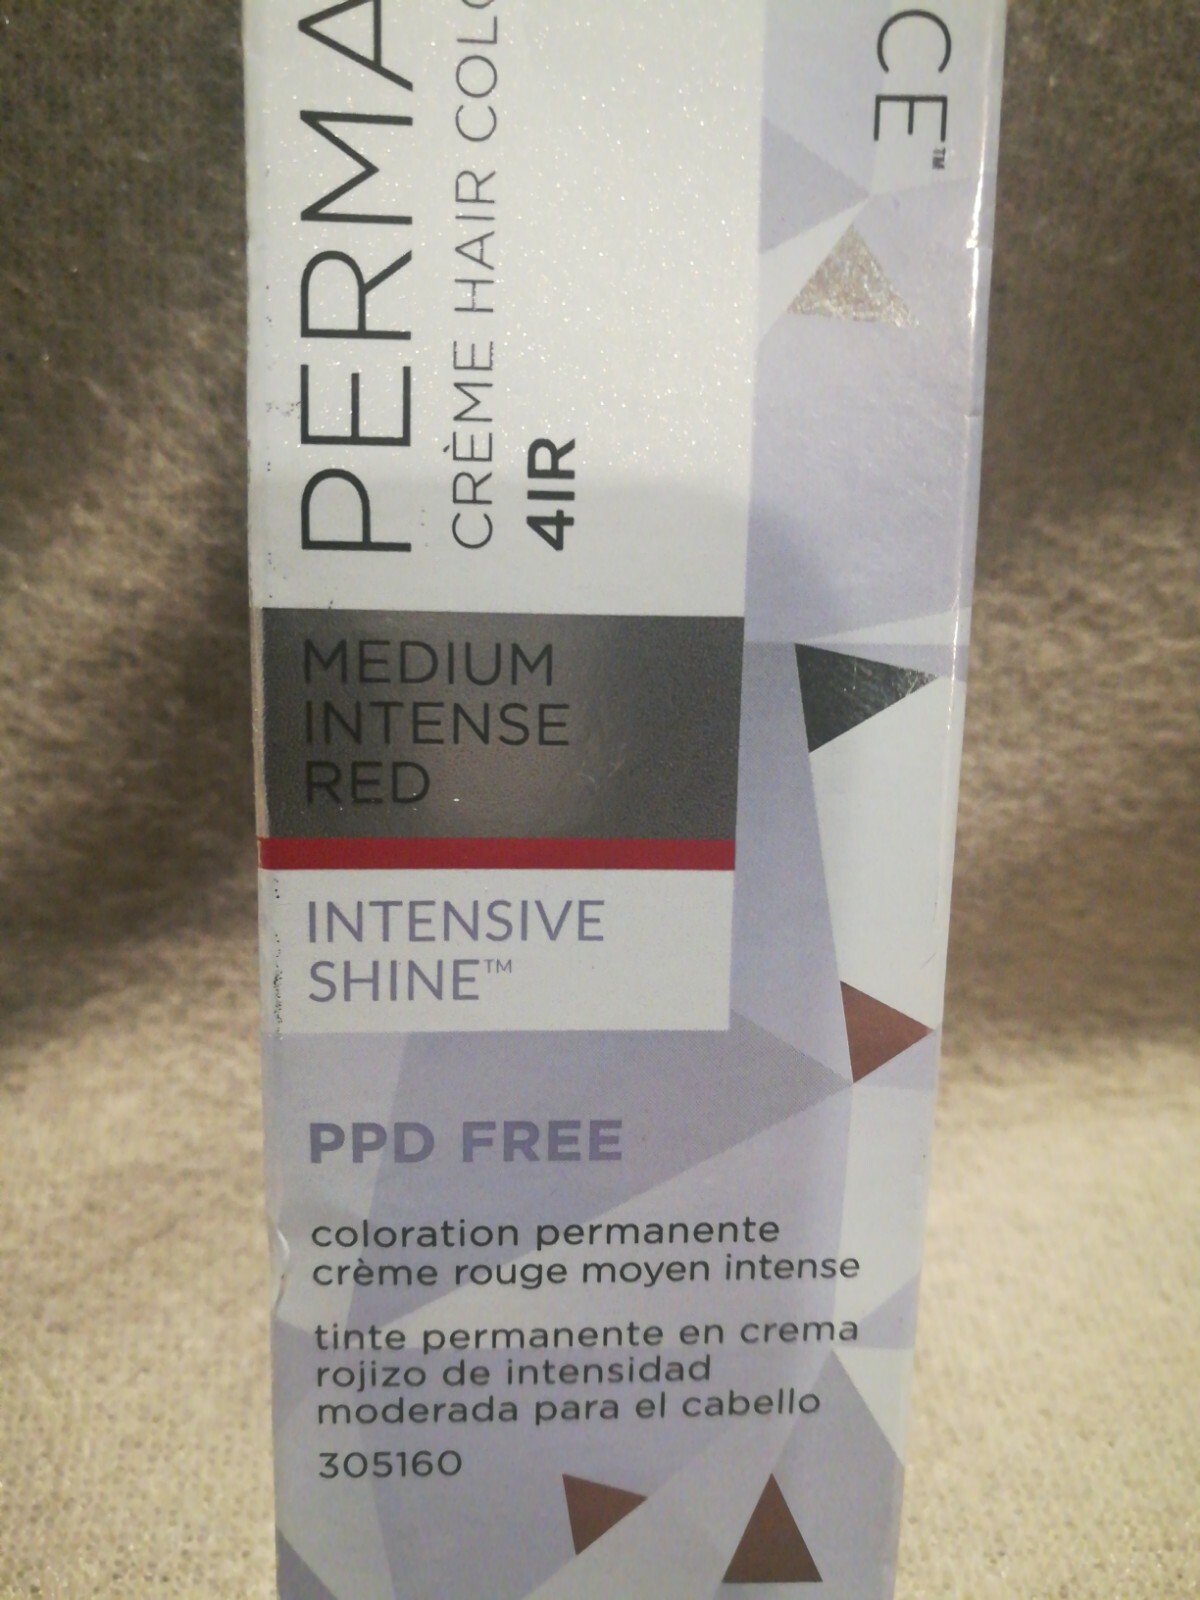 PERMA
CRÈME HAIR COLO
4IR
CE™
MEDIUM
INTENSE
RED
INTENSIVE
SHINE™
PPD FREE
coloration permanente
crème rouge moyen intense
tinte permanente en crema
rojizo de intensidad
moderada para el cabello
305160